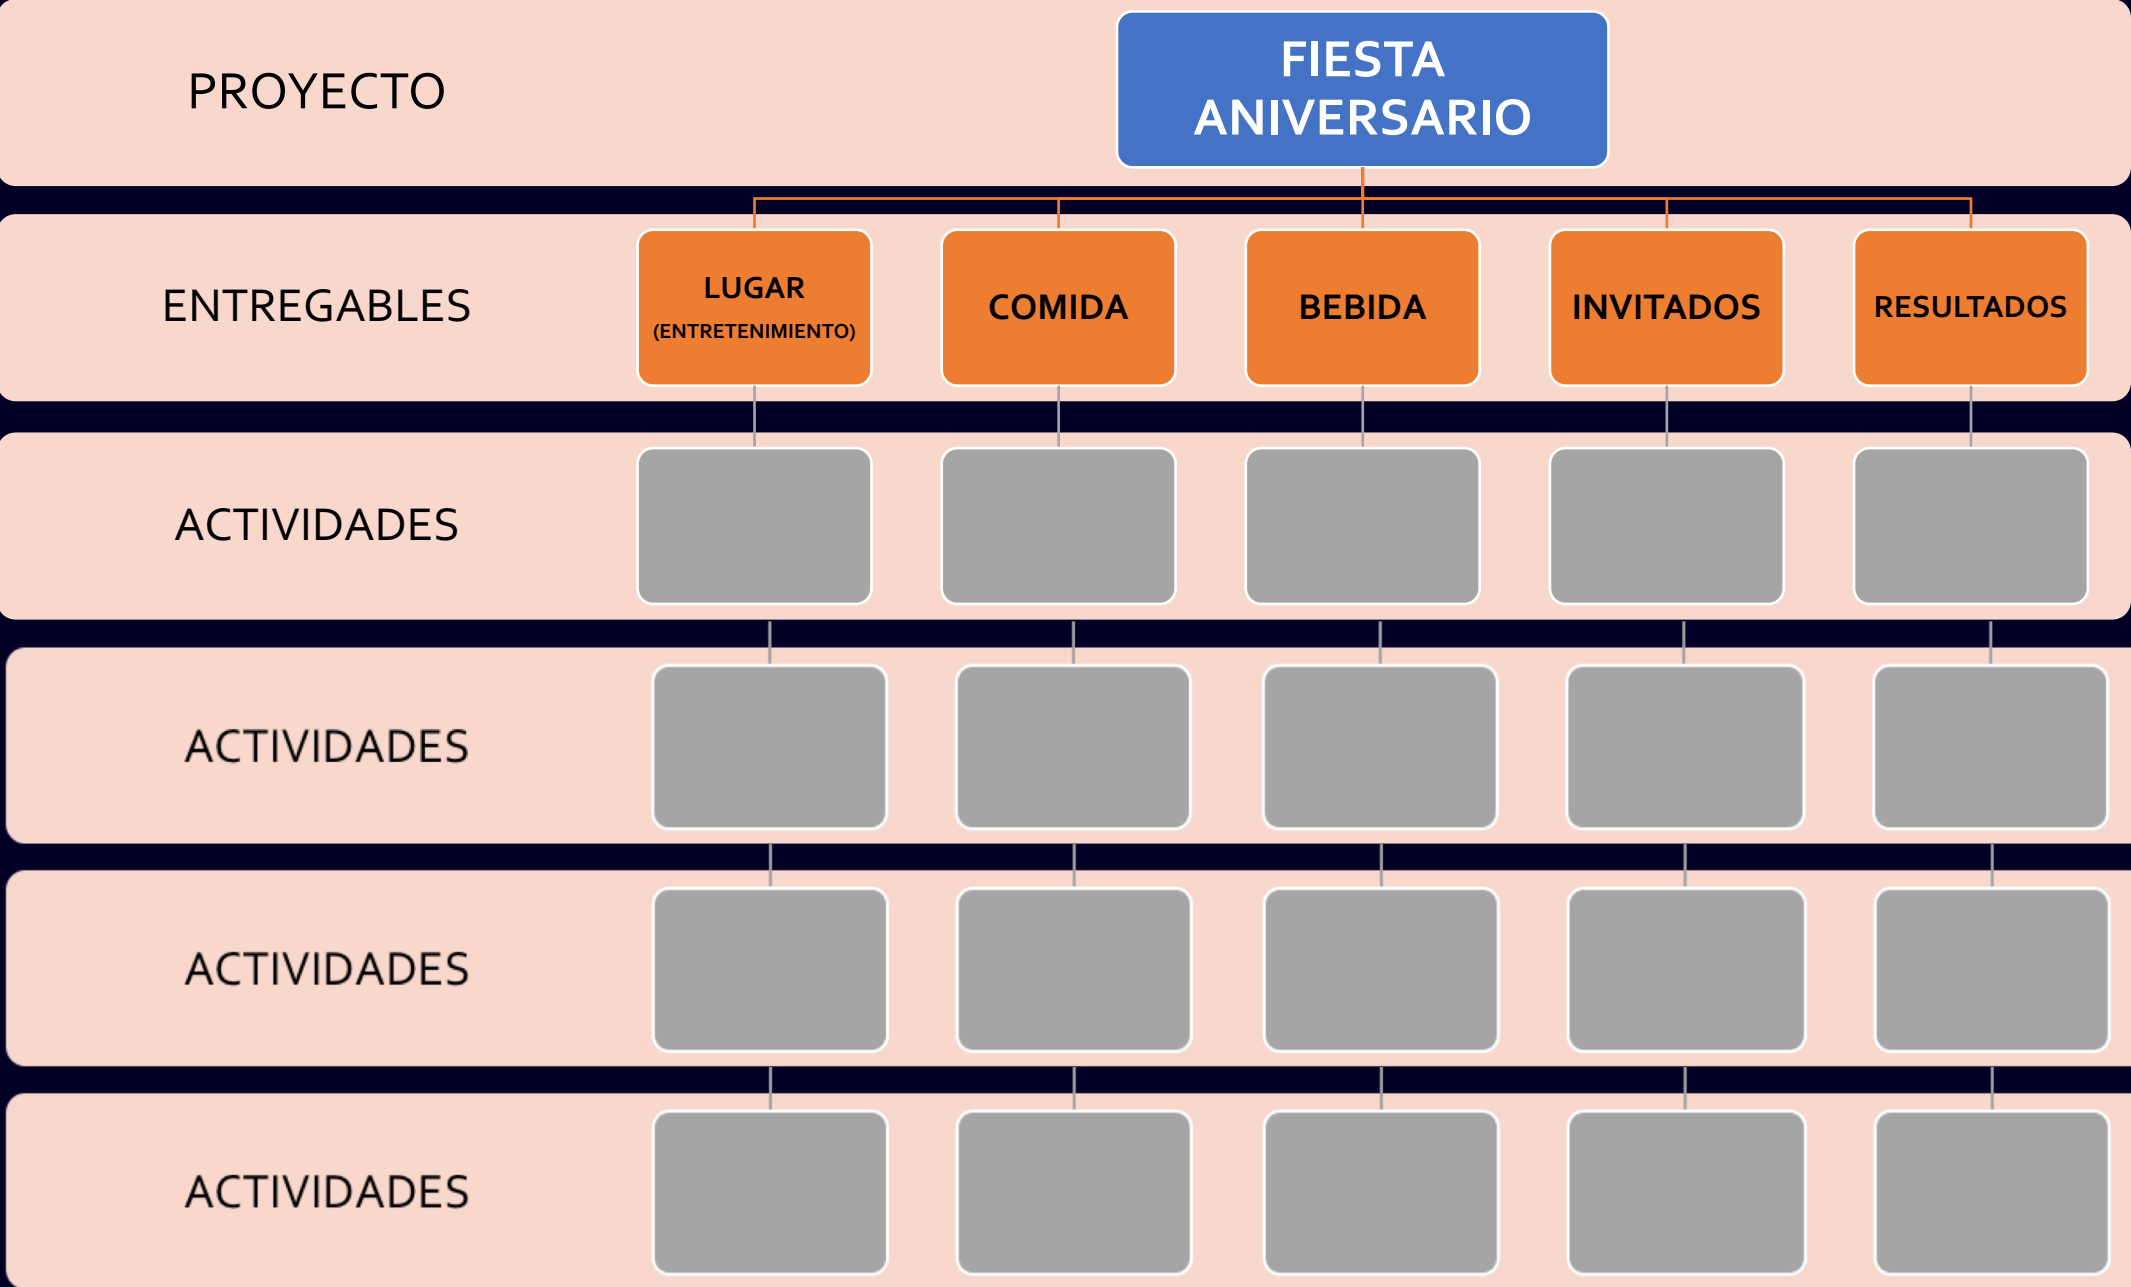 PROYECTO
FIESTA
ANIVERSARIO
ENTREGABLES
LUGAR
(ENTRETENIMIENTO)
COMIDA
BEBIDA
INVITADOS
RESULTADOS
ACTIVIDADES
ACTIVIDADES
ACTIVIDADES
ACTIVIDADES